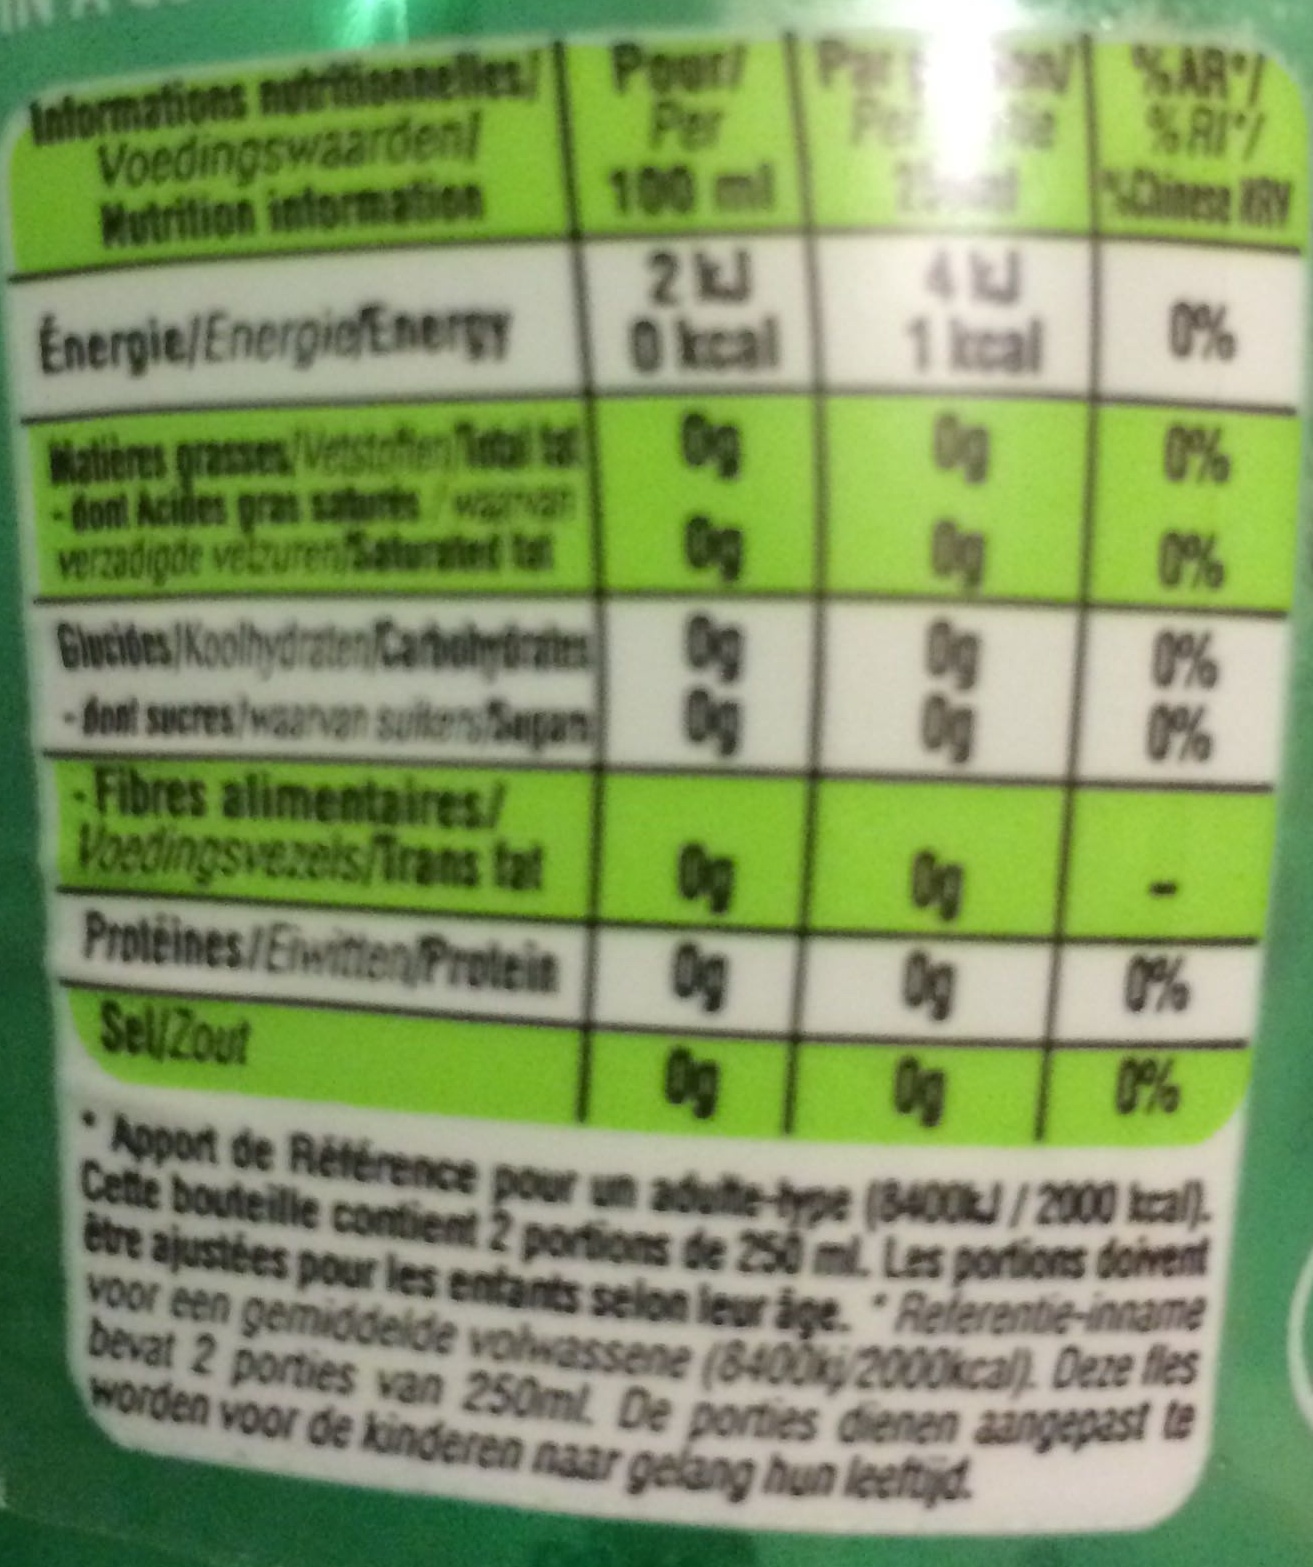 Informations nutritionnelles/
Voedingswaarden/
Nutrition information
Pour/
Per
100 ml
%AR*/
%RI*/
%Chinese NRV
Énergie/Energie/Energy
2 kJ
0 kcal
4 kJ
1 kcal
0%
Matières grasses/Vetstoffen/Total fat 0g 0g 0%
- dont Acides gras saturés / waarvan
verzadigde vetzuren/Saturated fat 0g 0g 0%
Glucides/Koolhydraten/Carbohydrates 0g 0g 0%
- dont sucres/waarvan suikers/Sugars 0g 0g 0%
- Fibres alimentaires/
Voedingsvezels/Trans fat 0g 0g -
Protéines/Eiwitten/Protein 0g 0g 0%
Sel/Zout 0g 0g 0%
* Apport de Référence pour un adulte-type (8400kJ / 2000 kcal).
Cette bouteille contient 2 portions de 250 ml. Les portions doivent
être ajustées pour les enfants selon leur âge. * Referentie-inname
voor een gemiddelde volwassene (8400kj/2000kcal). Deze fles
bevat 2 porties van 250ml. De porties dienen aangepast te
worden voor de kinderen naar gelang hun leeftijd.